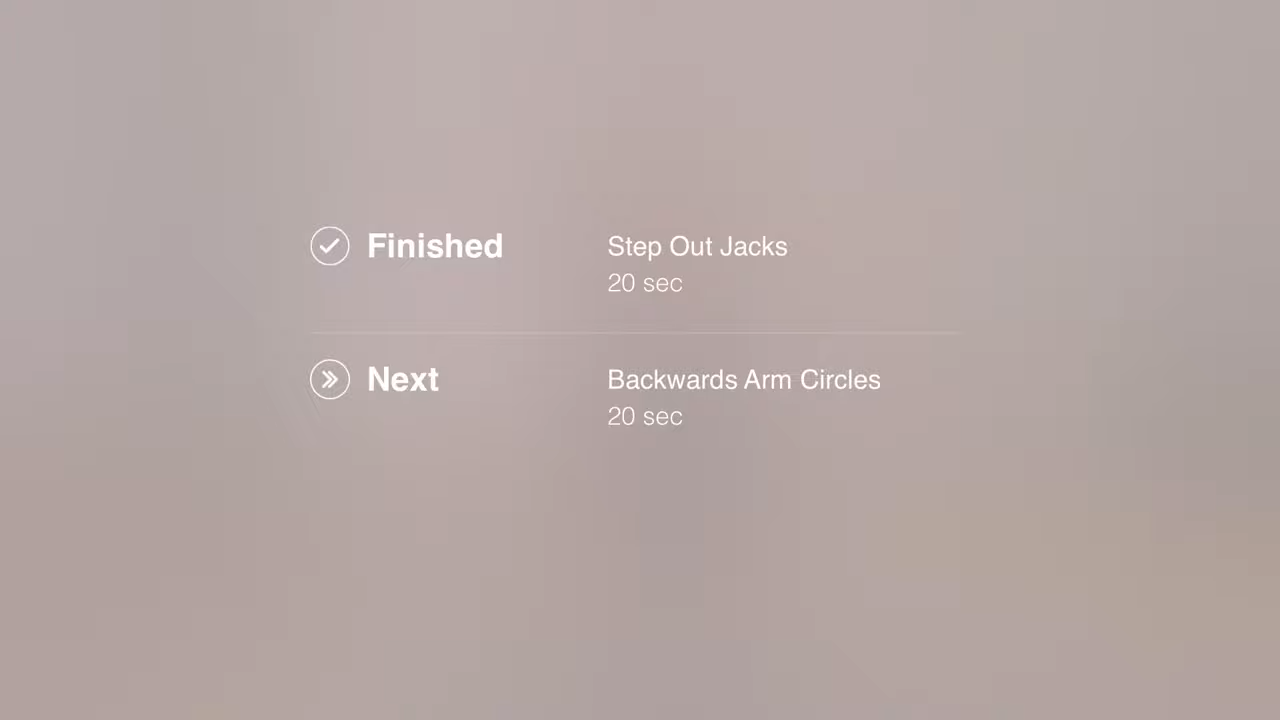 Finished
Step Out Jacks
20 sec
Next
Backwards Arm Circles
20 sec